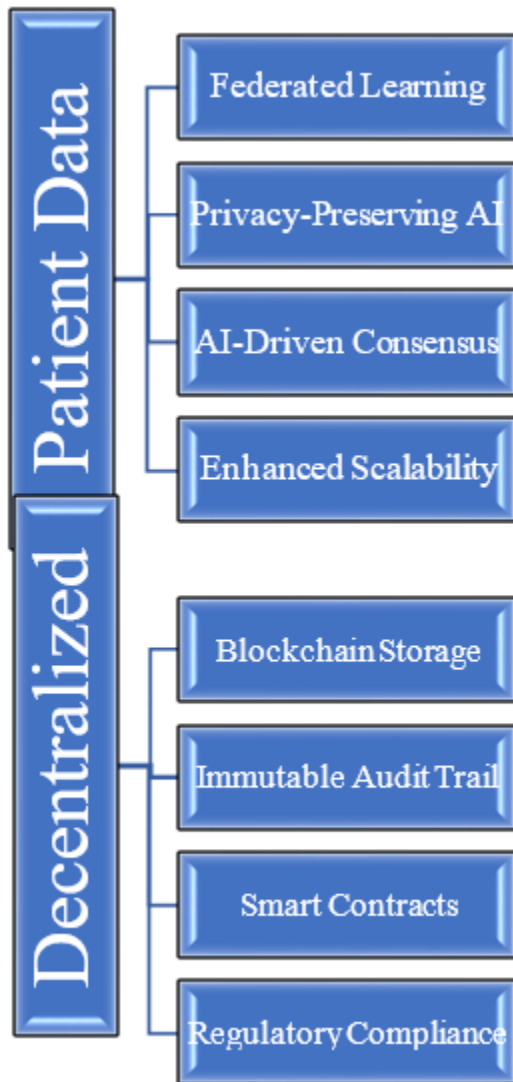 Patient Data
Federated Learning
Privacy-Preserving AI
AI-Driven Consensus
Enhanced Scalability
Decentralized
Blockchain Storage
Immutable Audit Trail
Smart Contracts
Regulatory Compliance